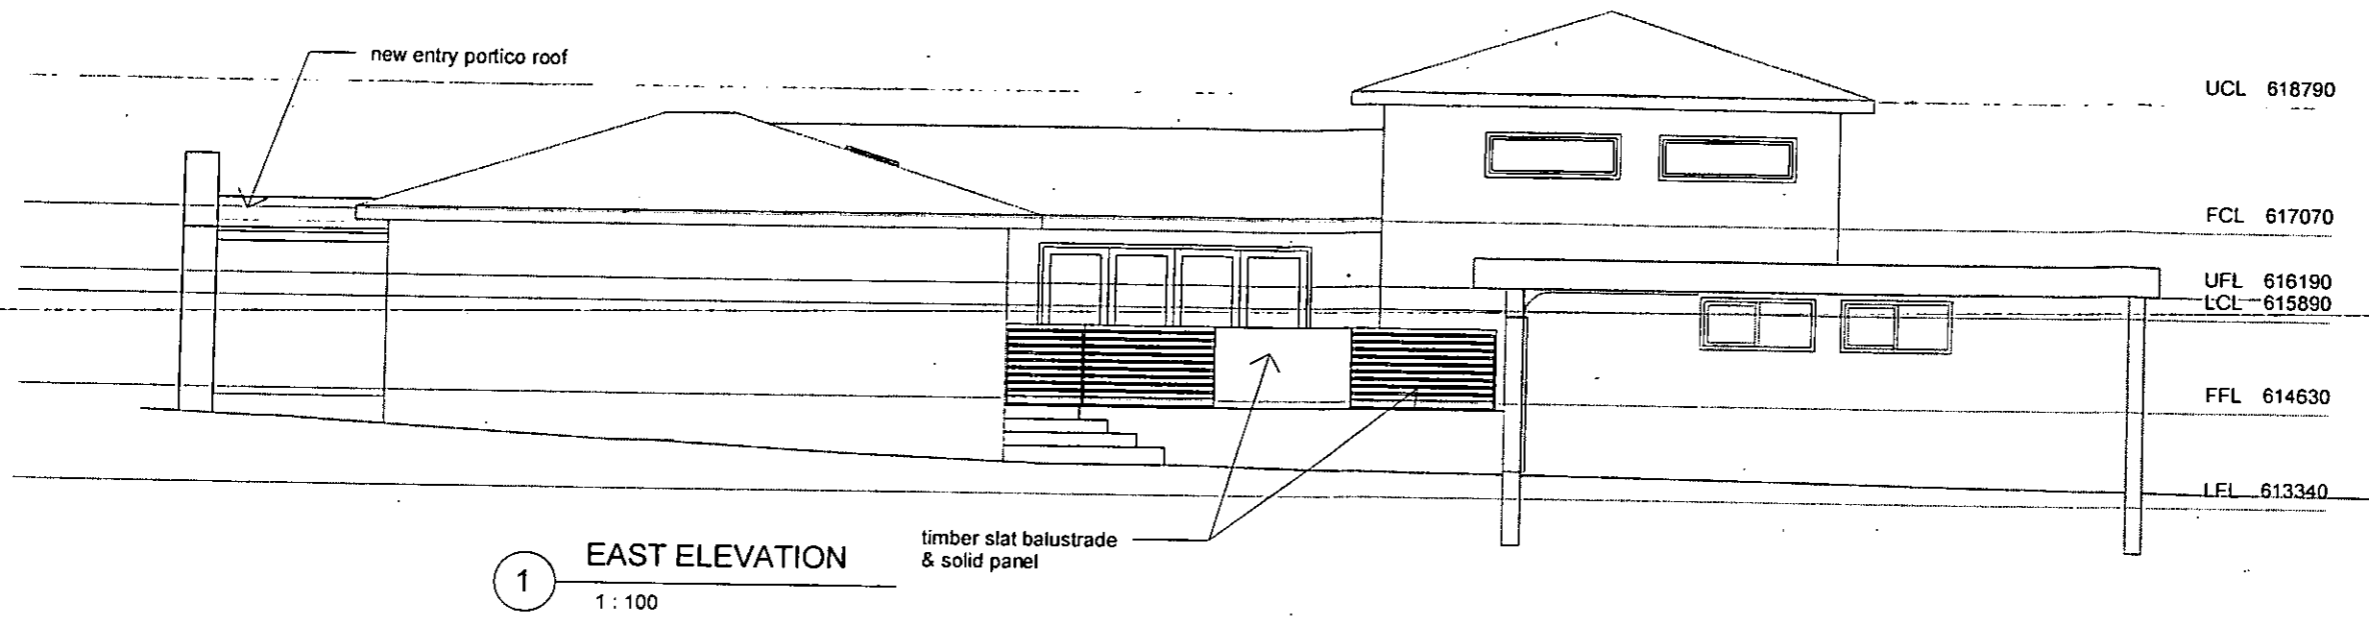 new entry portico roof
UCL 618790
FCL 617070
UFL 616190
LCL 615890
FFL 614630
LFL 613340
timber slat balustrade
& solid panel
1 EAST ELEVATION
1 : 100